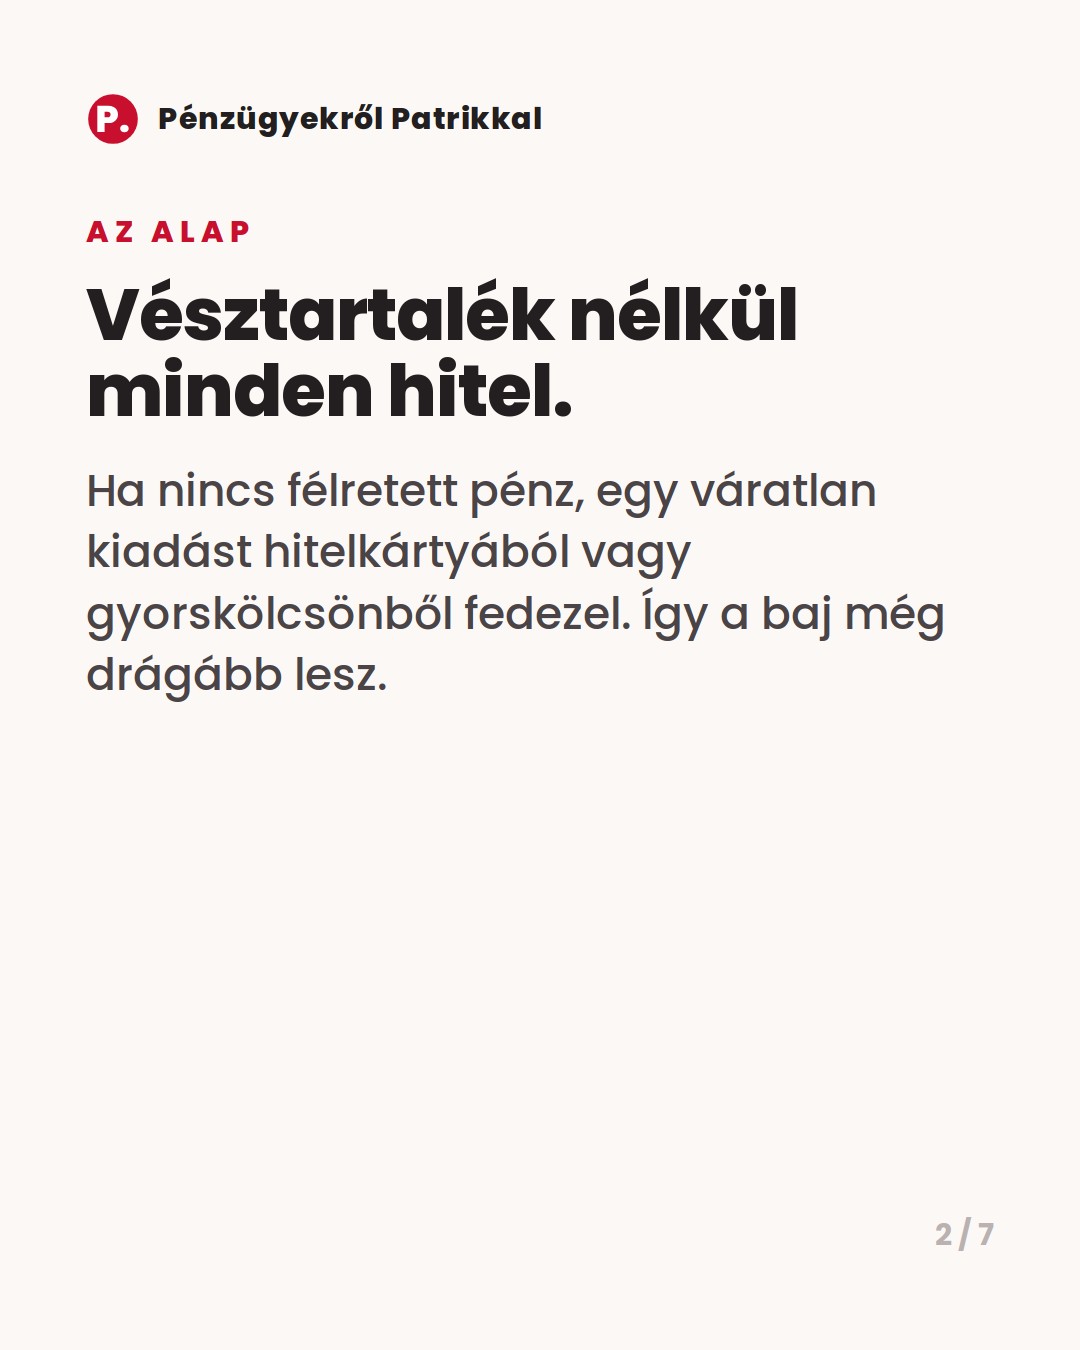 P.
Pénzügyekről Patrikkal
AZ ALAP
Vésztartalék nélkül
minden hitel.
Ha nincs félretett pénz, egy váratlan
kiadást hitelkártyából vagy
gyorskölcsönből fedezel. Így a baj még
drágább lesz.
2 / 7